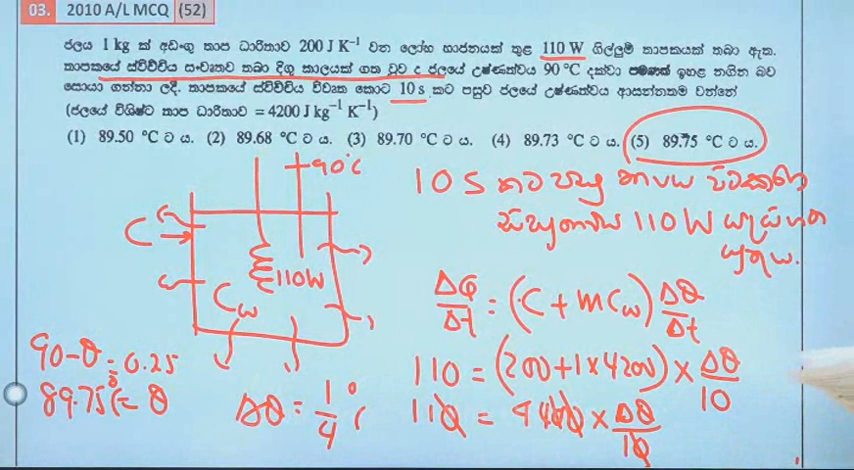 03. 2010 A/L MCQ (52)
ජලය 1 kg ක් අඩංගු තාප ධාරිතාව 200 J K⁻¹ වන ලෝහ භාජනයක් තුළ 110 W ගිල්ලුම් තාපකයක් තබා ඇත.
තාපකයේ ස්විච්චිය සංවෘතව තබා දිගු කාලයක් ගත වුව ද ජලයේ උෂ්ණත්වය 90 °C දක්වා පමණක් ඉහළ නගින බව
සොයා ගන්නා ලදී. තාපකයේ ස්විච්චිය විවෘත කොට 10 s කට පසුව ජලයේ උෂ්ණත්වය ආසන්නතම වන්නේ
(ජලයේ විශිෂ්ට තාප ධාරිතාව = 4200 J kg⁻¹ K⁻¹)
(1) 89.50 °C ට ය. (2) 89.68 °C ට ය. (3) 89.70 °C ට ය. (4) 89.73 °C ට ය. (5) 89.75 °C ට ය.
90°C
10 s කට පසු තාපය පිටකුණ
110W
C
110W
Cw
ΔQ/Δt = (C + mCw) Δθ/Δt
90-θ = 0.25
110 = (200+1×4200) × Δθ/10
89.75°C = θ
Δθ = 1/4 °C
110 = 4400 × Δθ/10